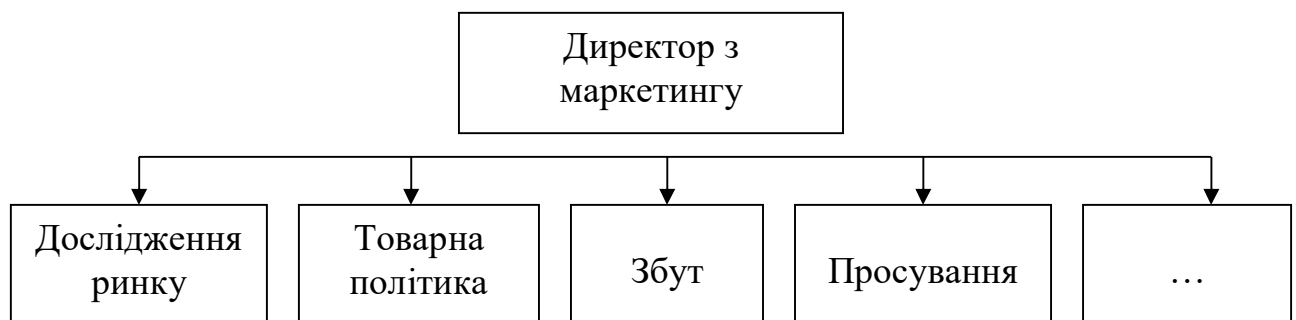 Директор з
маркетингу
Дослідження
ринку
Товарна
політика
Збут
Просування
…